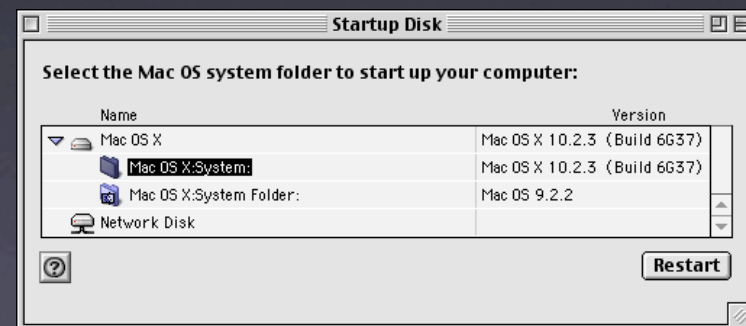 Startup Disk
Select the Mac OS system folder to start up your computer:
Name Version
Mac OS X Mac OS X 10.2.3 (Build 6G37)
Mac OS X:System: Mac OS X 10.2.3 (Build 6G37)
Mac OS X:System Folder: Mac OS 9.2.2
Network Disk
? Restart